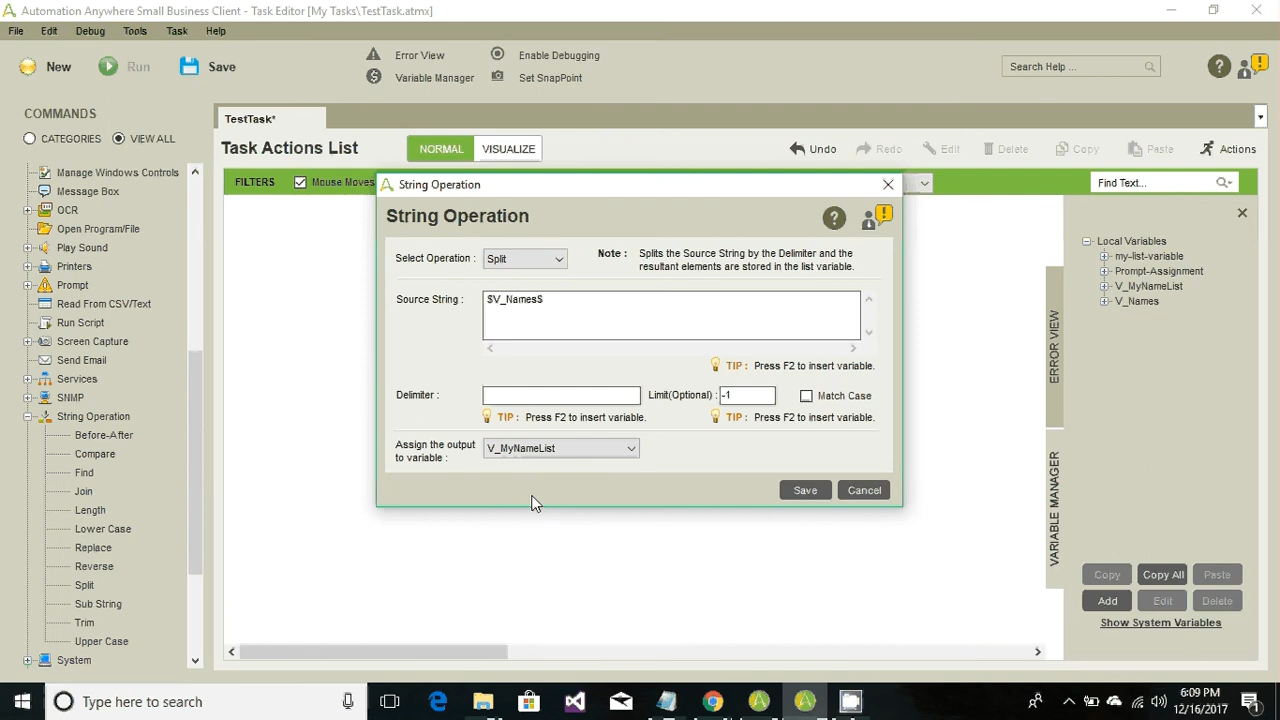 Automation Anywhere Small Business Client - Task Editor [My Tasks\TestTask.atmx]
File Edit Debug Tools Task Help
New Run Save
Error View Enable Debugging
Variable Manager Set SnapPoint
Search Help ...
COMMANDS
CATEGORIES VIEW ALL
Manage Windows Controls
Message Box
OCR
Open Program/File
Play Sound
Printers
Prompt
Read From CSV/Text
Run Script
Screen Capture
Send Email
Services
SNMP
String Operation
Before-After
Compare
Find
Join
Length
Lower Case
Replace
Reverse
Split
Sub String
Trim
Upper Case
System
TestTask*
Task Actions List NORMAL VISUALIZE Undo Redo Edit Delete Copy Paste Actions
FILTERS Mouse Moves Find Text...
String Operation
String Operation
Select Operation : Split Note : Splits the Source String by the Delimiter and the
resultant elements are stored in the list variable.
Source String : $V_Names$
TIP : Press F2 to insert variable.
Delimiter : Limit(Optional) : -1 Match Case
TIP : Press F2 to insert variable. TIP : Press F2 to insert variable.
Assign the output
to variable : V_MyNameList
Save Cancel
Local Variables
my-list-variable
Prompt-Assignment
V_MyNameList
V_Names
ERROR VIEW
VARIABLE MANAGER
Copy Copy All Paste
Add Edit Delete
Show System Variables
Type here to search
6:09 PM
12/16/2017
1